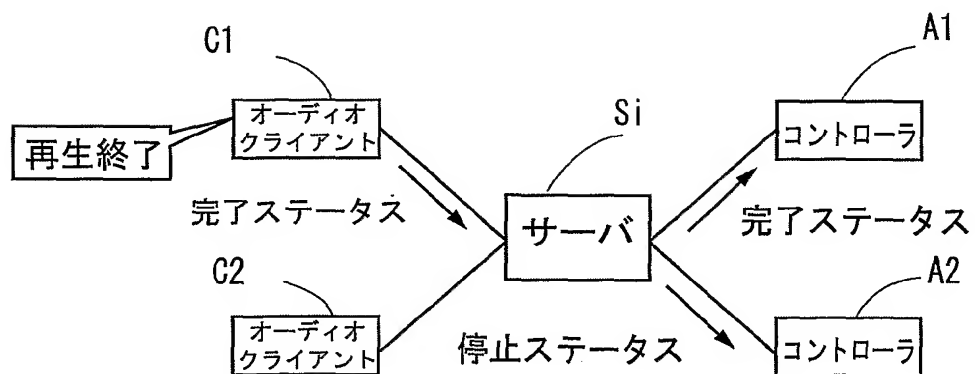 C1
A1
オーディオ
クライアント
Si
コントローラ
再生終了
完了ステータス
サーバ
完了ステータス
C2
A2
オーディオ
クライアント
停止ステータス
コントローラ